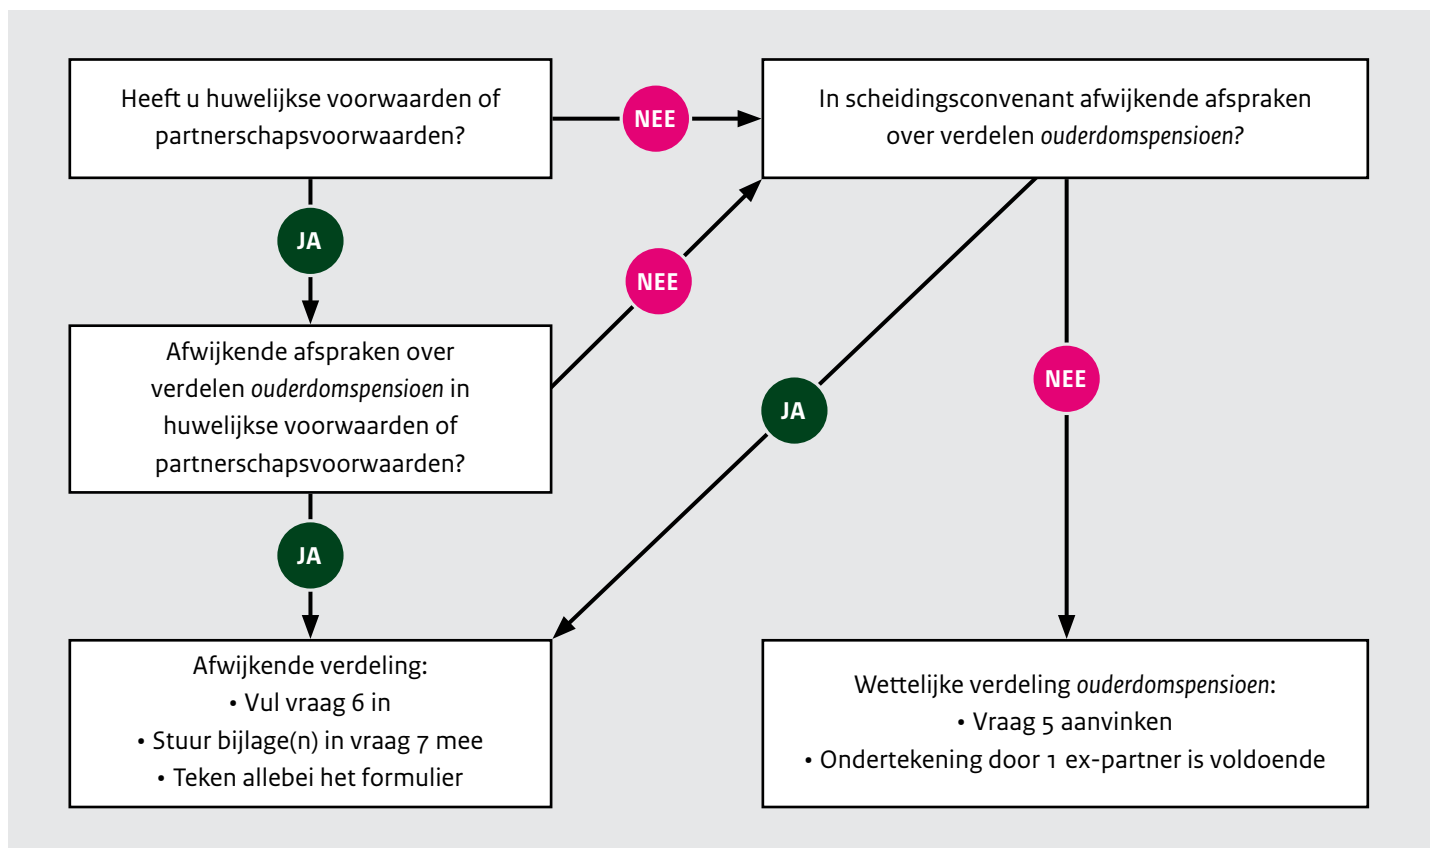 Heeft u huwelijkse voorwaarden of
partnerschapsvoorwaarden?
NEE
In scheidingsconvenant afwijkende afspraken
over verdelen ouderdomspensioen?
JA
NEE
Afwijkende afspraken over
verdelen ouderdomspensioen in
huwelijkse voorwaarden of
partnerschapsvoorwaarden?
JA
NEE
JA
Afwijkende verdeling:
• Vul vraag 6 in
• Stuur bijlage(n) in vraag 7 mee
• Teken allebei het formulier
Wettelijke verdeling ouderdomspensioen:
• Vraag 5 aanvinken
• Ondertekening door 1 ex-partner is voldoende